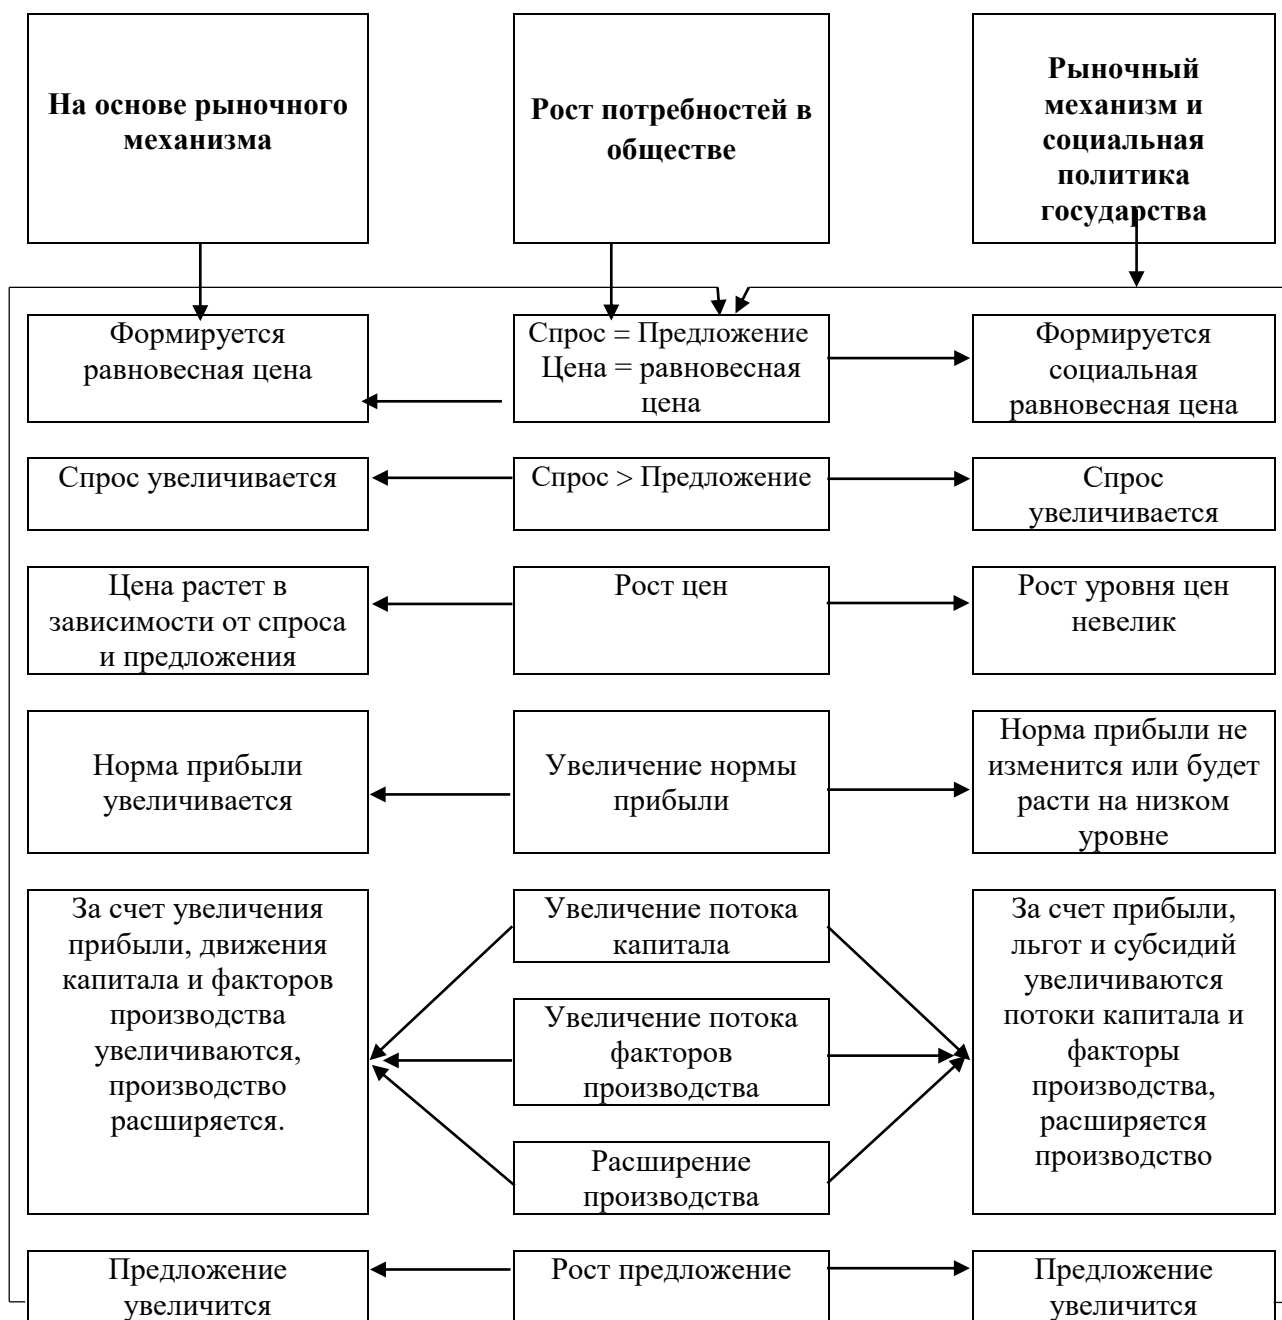 На основе рыночного
механизма
Рост потребностей в
обществе
Рыночный
механизм и
социальная
политика
государства
Формируется
равновесная цена
Спрос = Предложение
Цена = равновесная
цена
Формируется
социальная
равновесная цена
Спрос увеличивается
Спрос > Предложение
Спрос
увеличивается
Цена растет в
зависимости от спроса
и предложения
Рост цен
Рост уровня цен
невелик
Норма прибыли
увеличивается
Увеличение нормы
прибыли
Норма прибыли не
изменится или будет
расти на низком
уровне
За счет увеличения
прибыли, движения
капитала и факторов
производства
увеличиваются,
производство
расширяется.
Увеличение потока
капитала
Увеличение потока
факторов
производства
Расширение
производства
За счет прибыли,
льгот и субсидий
увеличиваются
потоки капитала и
факторы
производства,
расширяется
производство
Предложение
увеличится
Рост предложение
Предложение
увеличится